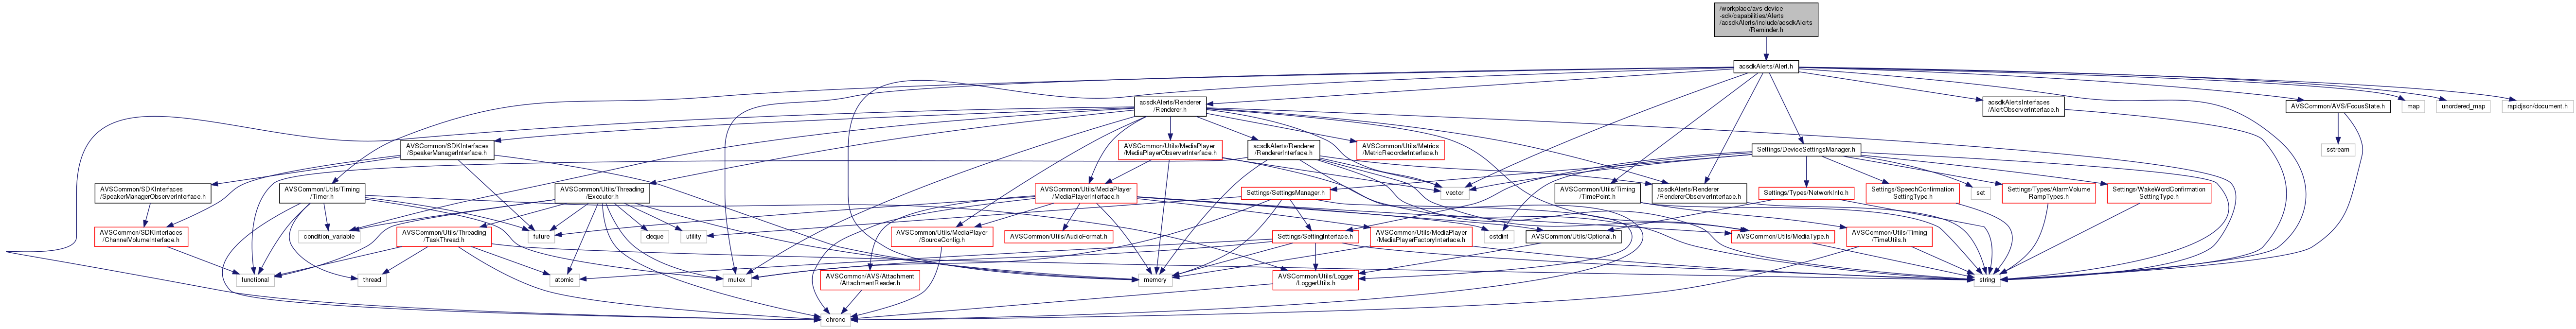 /workplace/avs-device
-sdk/capabilities/Alerts
/acsdkAlerts/include/acsdkAlerts
/Reminder.h
acsdkAlerts/Alert.h
acsdkAlerts/Renderer
/Renderer.h
acsdkAlertsInterfaces
/AlertObserverInterface.h
AVSCommon/AVS/FocusState.h
map
unordered_map
rapidjson/document.h
AVSCommon/SDKInterfaces
/SpeakerManagerInterface.h
AVSCommon/Utils/MediaPlayer
/MediaPlayerObserverInterface.h
acsdkAlerts/Renderer
/RendererInterface.h
AVSCommon/Utils/Metrics
/MetricRecorderInterface.h
Settings/DeviceSettingsManager.h
sstream
AVSCommon/SDKInterfaces
/SpeakerManagerObserverInterface.h
AVSCommon/Utils/Timing
/Timer.h
AVSCommon/Utils/Threading
/Executor.h
AVSCommon/Utils/MediaPlayer
/MediaPlayerInterface.h
Settings/SettingsManager.h
vector
AVSCommon/Utils/Timing
/TimePoint.h
acsdkAlerts/Renderer
/RendererObserverInterface.h
Settings/Types/NetworkInfo.h
Settings/SpeechConfirmation
SettingType.h
set
Settings/Types/AlarmVolume
RampTypes.h
Settings/WakeWordConfirmation
SettingType.h
AVSCommon/SDKInterfaces
/ChannelVolumeInterface.h
condition_variable
AVSCommon/Utils/Threading
/TaskThread.h
future
deque
utility
AVSCommon/Utils/MediaPlayer
/SourceConfig.h
AVSCommon/Utils/AudioFormat.h
Settings/SettingInterface.h
AVSCommon/Utils/MediaPlayer
/MediaPlayerFactoryInterface.h
cstdint
AVSCommon/Utils/Optional.h
AVSCommon/Utils/MediaType.h
AVSCommon/Utils/Timing
/TimeUtils.h
functional
thread
atomic
mutex
AVSCommon/AVS/Attachment
/AttachmentReader.h
memory
AVSCommon/Utils/Logger
/LoggerUtils.h
string
chrono